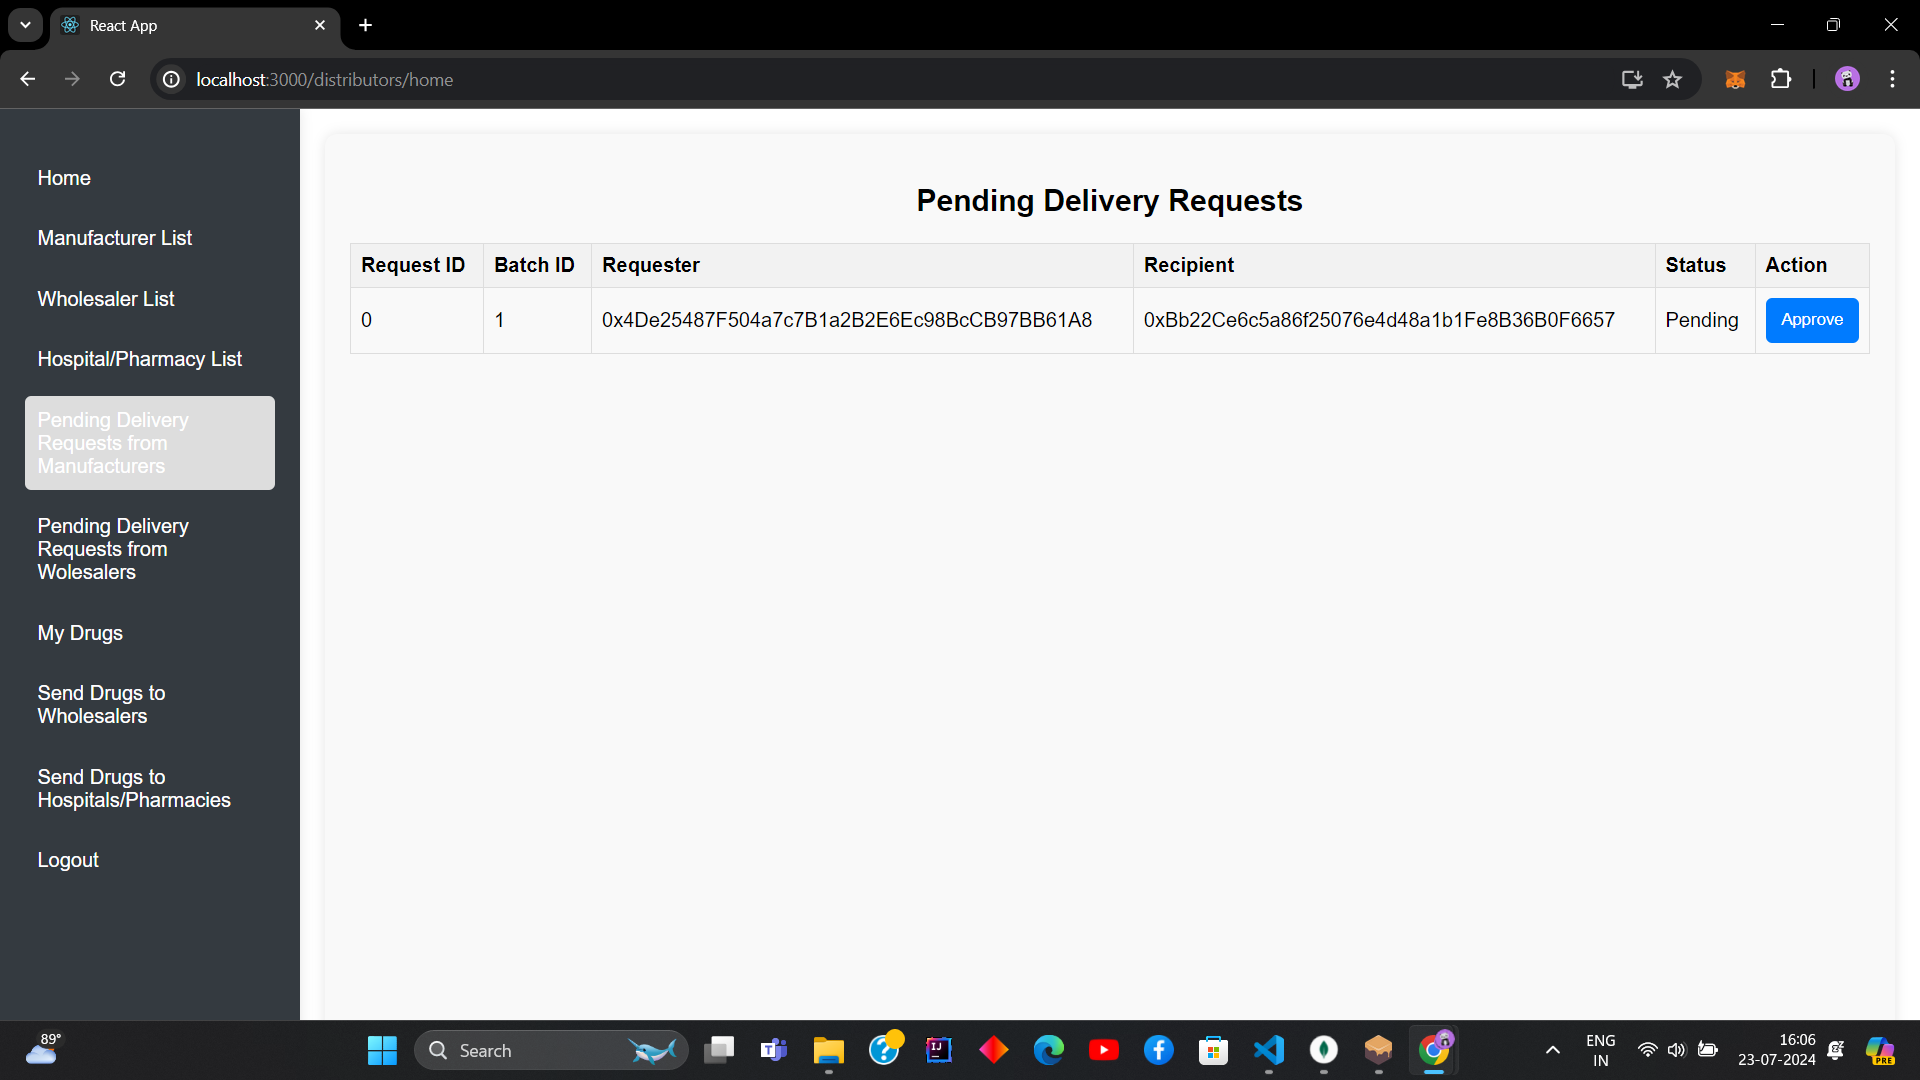 React App
localhost:3000/distributors/home
Home
Manufacturer List
Wholesaler List
Hospital/Pharmacy List
Pending Delivery
Requests from
Manufacturers
Pending Delivery
Requests from
Wolesalers
My Drugs
Send Drugs to
Wholesalers
Send Drugs to
Hospitals/Pharmacies
Logout
Pending Delivery Requests
Request ID Batch ID Requester Recipient Status Action
0 1 0x4De25487F504a7c7B1a2B2E6Ec98BcCB97BB61A8 0xBb22Ce6c5a86f25076e4d48a1b1Fe8B36B0F6657 Pending Approve
89°
Search
ENG
IN
16:06
23-07-2024
PRE